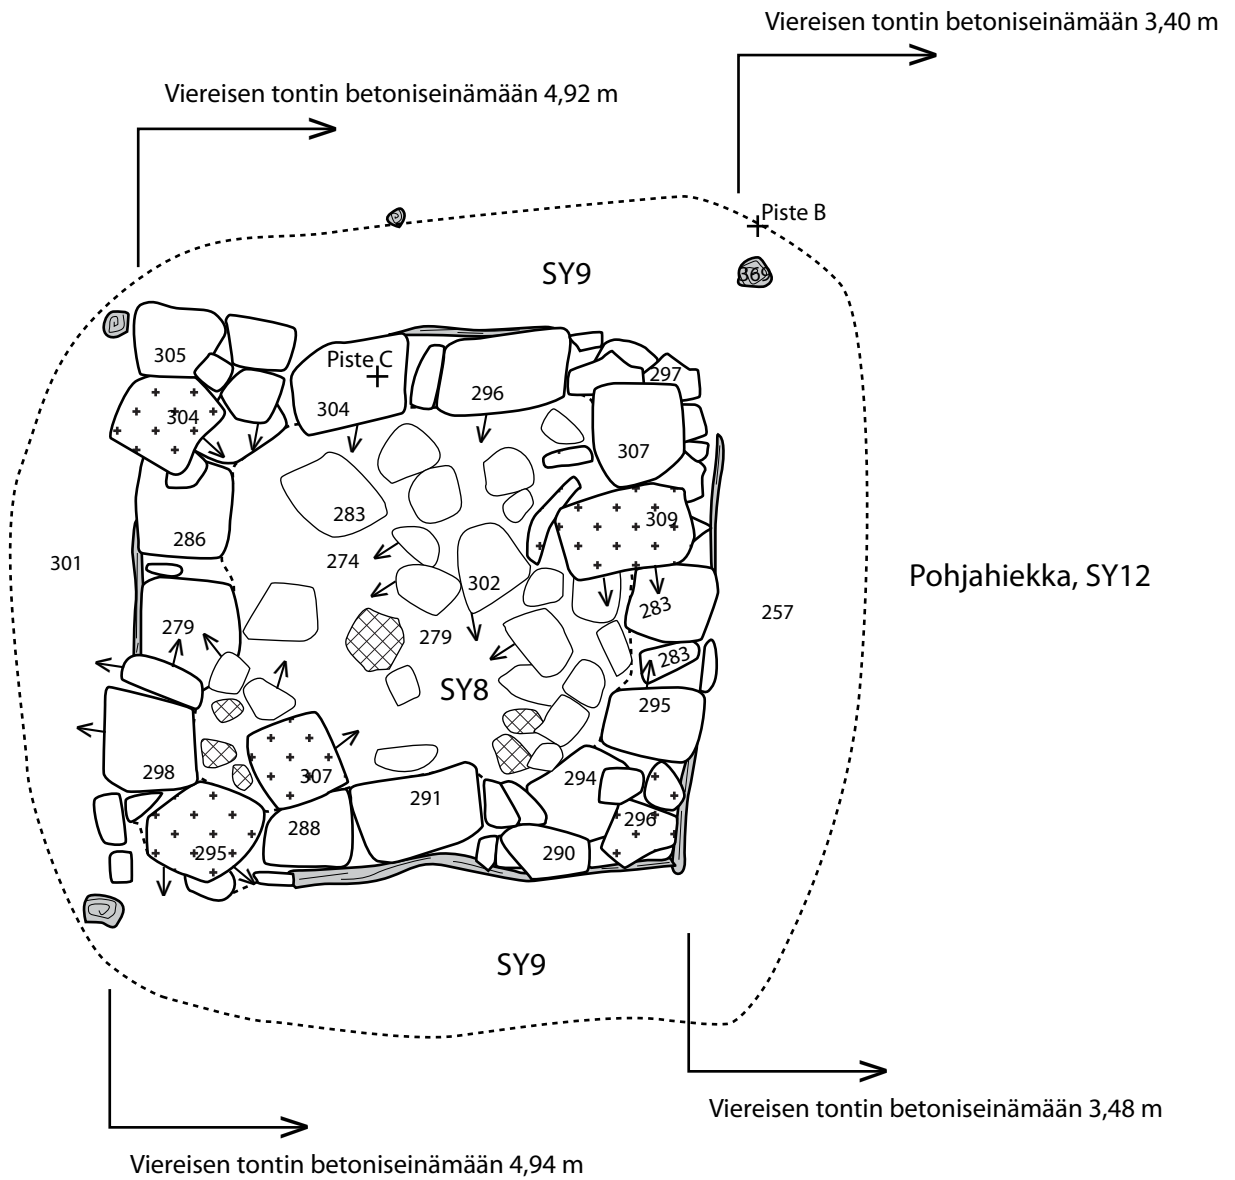 Viereisen tontin betoniseinämään 3,40 m
Viereisen tontin betoniseinämään 4,92 m
Piste B
SY9
369
305
Piste C
304
304
296
297
307
283
309
286
274
301
302
Pohjahiekka, SY12
283
257
279
279
283
SY8
295
298
307
294
291
296
288
295
290
SY9
Viereisen tontin betoniseinämään 3,48 m
Viereisen tontin betoniseinämään 4,94 m